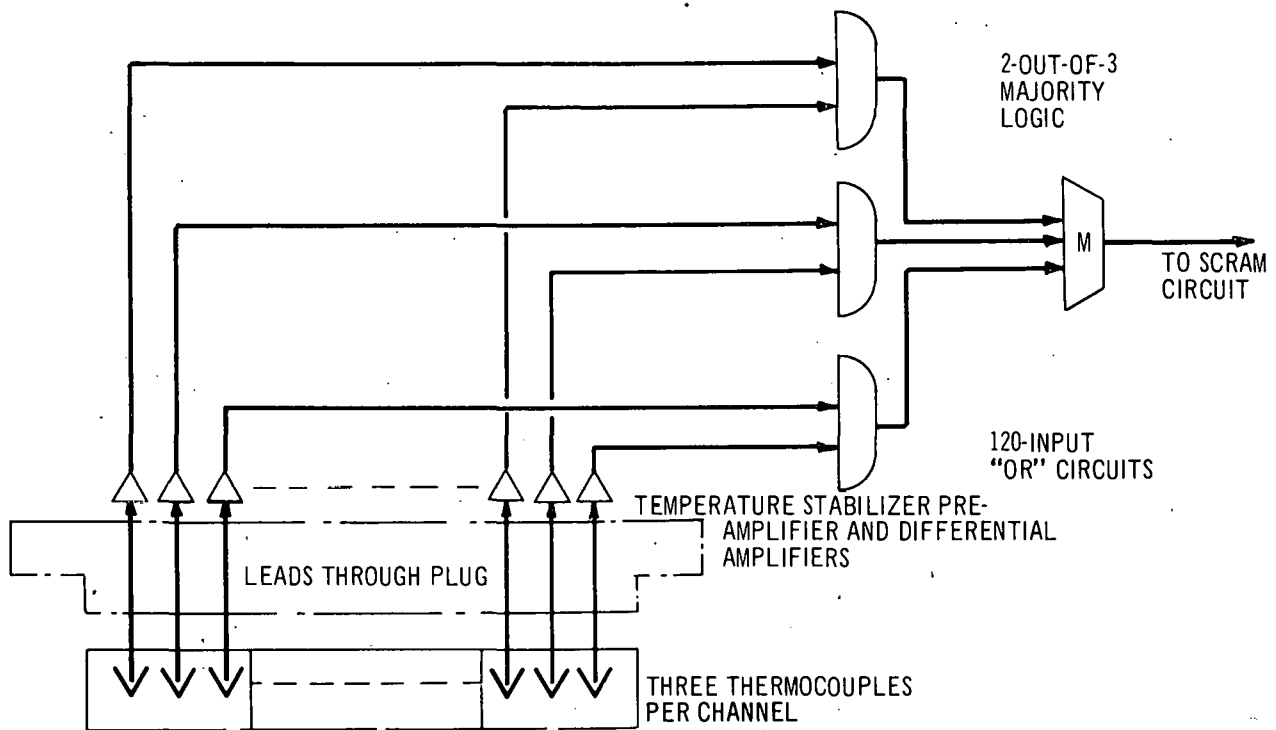 2-OUT-OF-3
MAJORITY
LOGIC
M
TO SCRAM
CIRCUIT
120-INPUT
"OR" CIRCUITS
TEMPERATURE STABILIZER PRE-
AMPLIFIER AND DIFFERENTIAL
AMPLIFIERS
LEADS THROUGH PLUG
THREE THERMOCOUPLES
PER CHANNEL